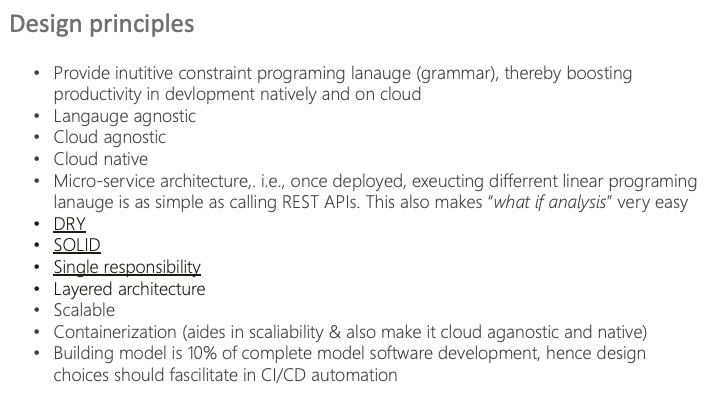 Design principles
• Provide inutitive constraint programing lanauge (grammar), thereby boosting
productivity in devlopment natively and on cloud
• Langauge agnostic
• Cloud agnostic
• Cloud native
• Micro-service architecture,. i.e., once deployed, exeucting differrent linear programing
lanauge is as simple as calling REST APIs. This also makes “what if analysis” very easy
• DRY
• SOLID
• Single responsibility
• Layered architecture
• Scalable
• Containerization (aides in scaliability & also make it cloud aganostic and native)
• Building model is 10% of complete model software development, hence design
choices should fascilitate in CI/CD automation